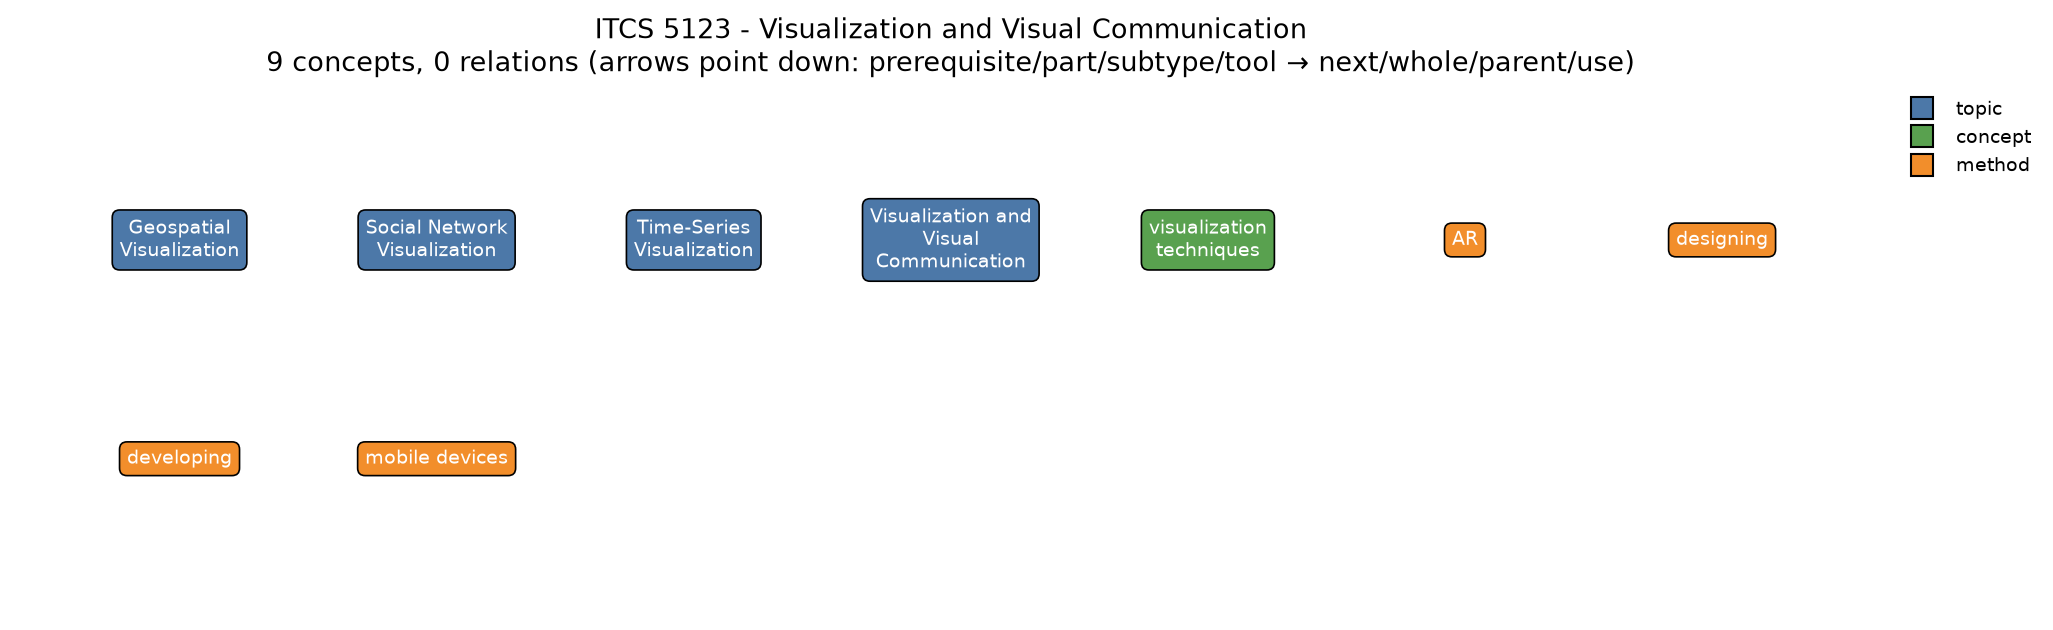 ITCS 5123 - Visualization and Visual Communication
9 concepts, 0 relations (arrows point down: prerequisite/part/subtype/tool → next/whole/parent/use)
topic
concept
method
Geospatial
Visualization
Social Network
Visualization
Time-Series
Visualization
Visualization and
Visual
Communication
visualization
techniques
AR
designing
developing
mobile devices